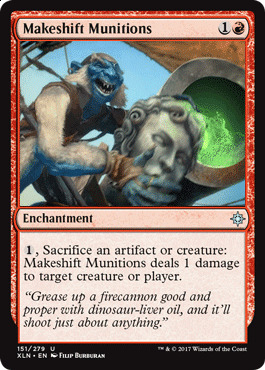 Makeshift Munitions 1
Enchantment
1, Sacrifice an artifact or creature:
Makeshift Munitions deals 1 damage
to target creature or player.
“Grease up a firecannon good and
proper with dinosaur-liver oil, and it’ll
shoot just about anything.”
151/279 U
XLN • EN Filip Burburan
™ & © 2017 Wizards of the Coast